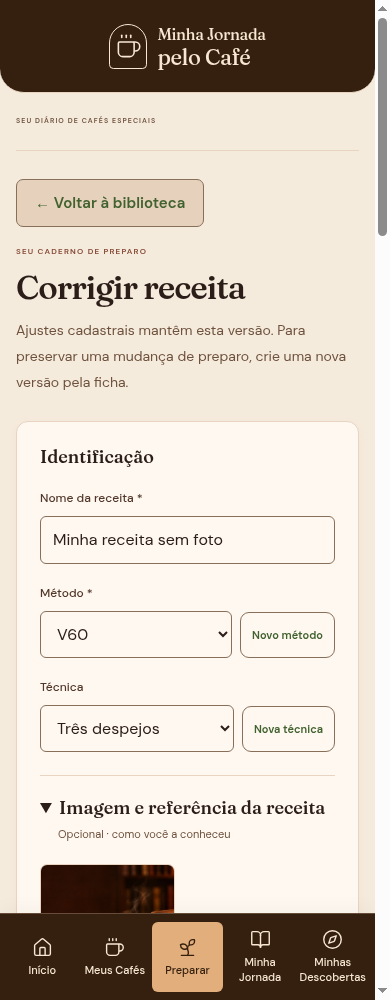 Minha Jornada
pelo Café
SEU DIÁRIO DE CAFÉS ESPECIAIS
← Voltar à biblioteca
SEU CADERNO DE PREPARO
Corrigir receita
Ajustes cadastrais mantêm esta versão. Para
preservar uma mudança de preparo, crie uma nova
versão pela ficha.
Identificação
Nome da receita *
Minha receita sem foto
Método *
V60
Novo método
Técnica
Três despejos
Nova técnica
▼ Imagem e referência da receita
Opcional · como você a conheceu
Início
Meus Cafés
Preparar
Minha
Jornada
Minhas
Descobertas